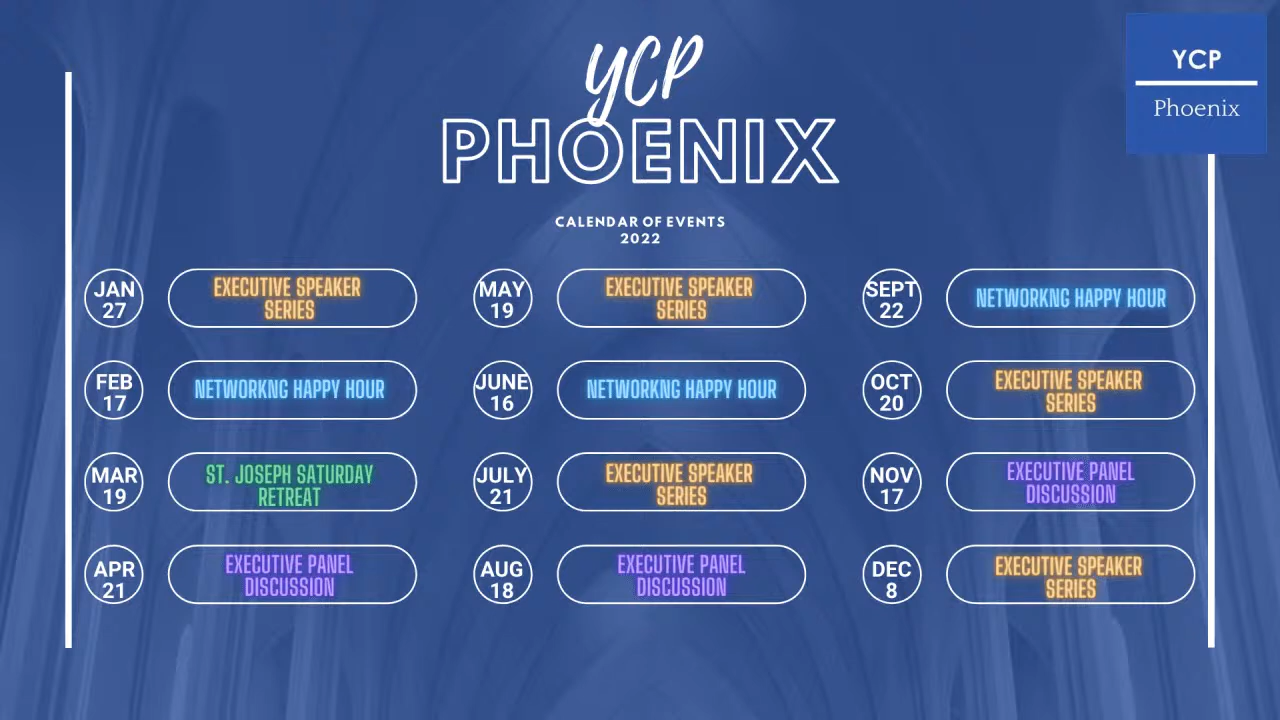 YCP
PHOENIX
YCP
Phoenix
CALENDAR OF EVENTS
2022
JAN
27
EXECUTIVE SPEAKER
SERIES
FEB
17
NETWORKNG HAPPY HOUR
MAR
19
ST. JOSEPH SATURDAY
RETREAT
APR
21
EXECUTIVE PANEL
DISCUSSION
MAY
19
EXECUTIVE SPEAKER
SERIES
JUNE
16
NETWORKNG HAPPY HOUR
JULY
21
EXECUTIVE SPEAKER
SERIES
AUG
18
EXECUTIVE PANEL
DISCUSSION
SEPT
22
NETWORKNG HAPPY HOUR
OCT
20
EXECUTIVE SPEAKER
SERIES
NOV
17
EXECUTIVE PANEL
DISCUSSION
DEC
8
EXECUTIVE SPEAKER
SERIES